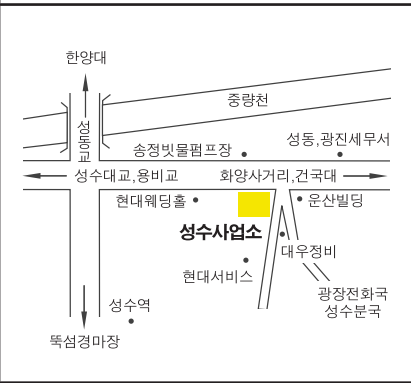 한양대
중량천
성동교
송정빗물펌프장
성동,광진세무서
성수대교,용비교
화양사거리,건국대
현대웨딩홀
운산빌딩
성수사업소
대우정비
현대서비스
광장전화국
성수분국
성수역
뚝섬경마장